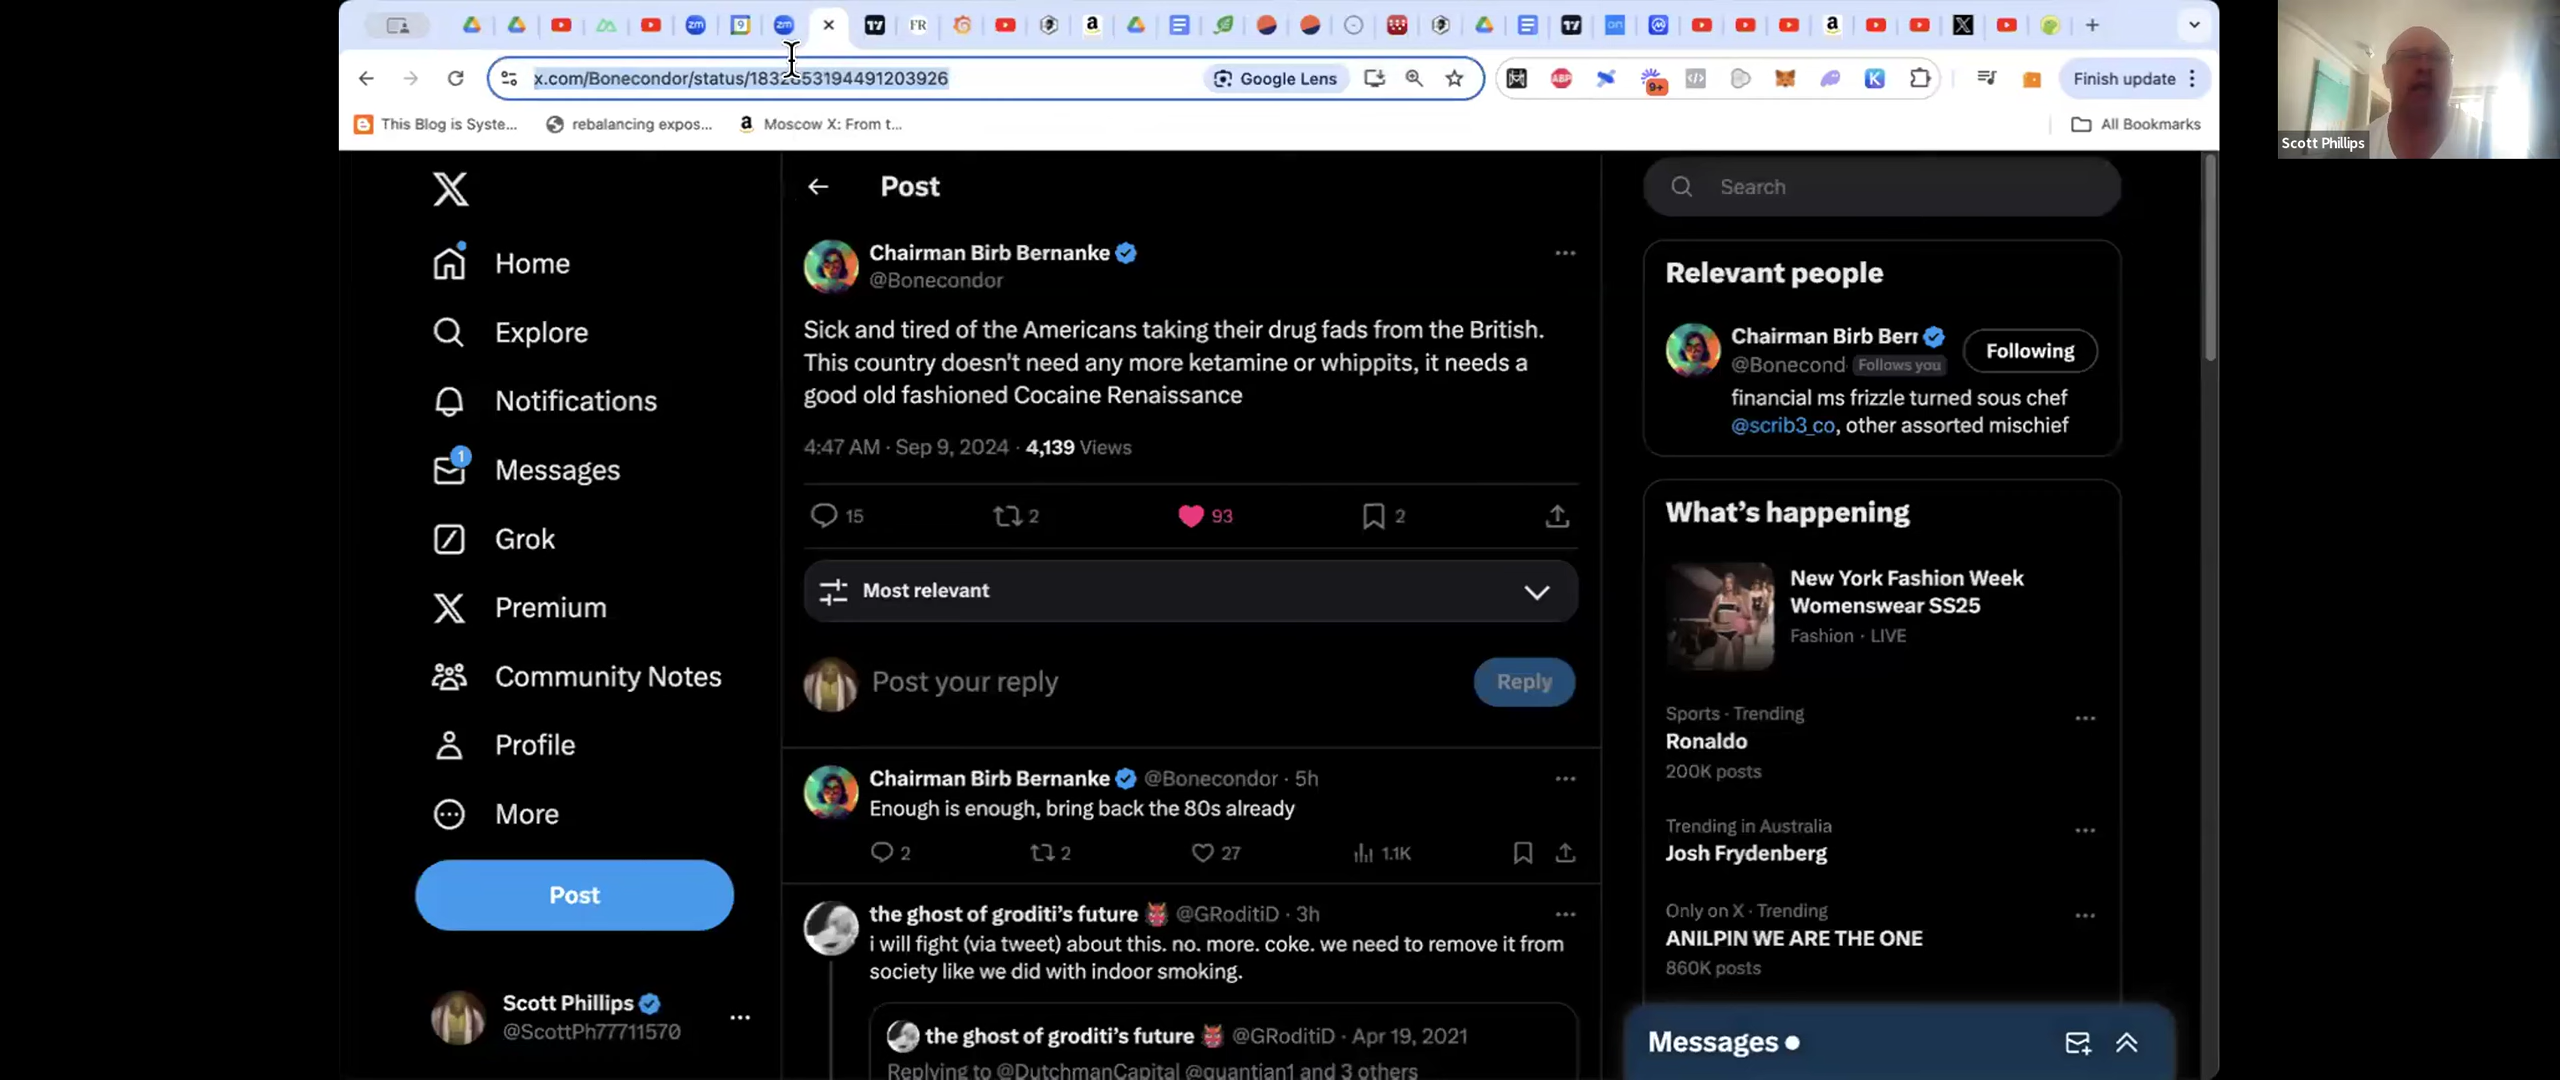 x.com/Bonecondor/status/
Google Lens
Finish update
This Blog is Syste...
rebalancing expos...
Moscow X: From t...
All Bookmarks
Scott Phillips
Home
Explore
Notifications
1
Messages
Grok
Premium
Community Notes
Profile
More
Post
Scott Phillips
@ScottPh77711570
Post
Chairman Birb Bernanke
@Bonecondor
Sick and tired of the Americans taking their drug fads from the British.
This country doesn't need any more ketamine or whippits, it needs a
good old fashioned Cocaine Renaissance
4:47 AM · Sep 9, 2024 · 4,139 Views
15
2
93
2
Most relevant
Post your reply
Reply
Chairman Birb Bernanke @Bonecondor · 5h
Enough is enough, bring back the 80s already
2
2
27
1.1K
the ghost of groditi's future 👹 @GRoditiD · 3h
i will fight (via tweet) about this. no. more. coke. we need to remove it from
society like we did with indoor smoking.
the ghost of groditi's future 👹 @GRoditiD · Apr 19, 2021
Replying to @DutchmanCapital @quantian1 and 3 others
Search
Relevant people
Chairman Birb Berr
@Bonecond Follows you
Following
financial ms frizzle turned sous chef
@scrib3_co, other assorted mischief
What's happening
New York Fashion Week
Womenswear SS25
Fashion · LIVE
Sports · Trending
Ronaldo
200K posts
Trending in Australia
Josh Frydenberg
Only on X · Trending
ANILPIN WE ARE THE ONE
860K posts
Messages
zm
9
zm
FR
on
ABP
9+
K